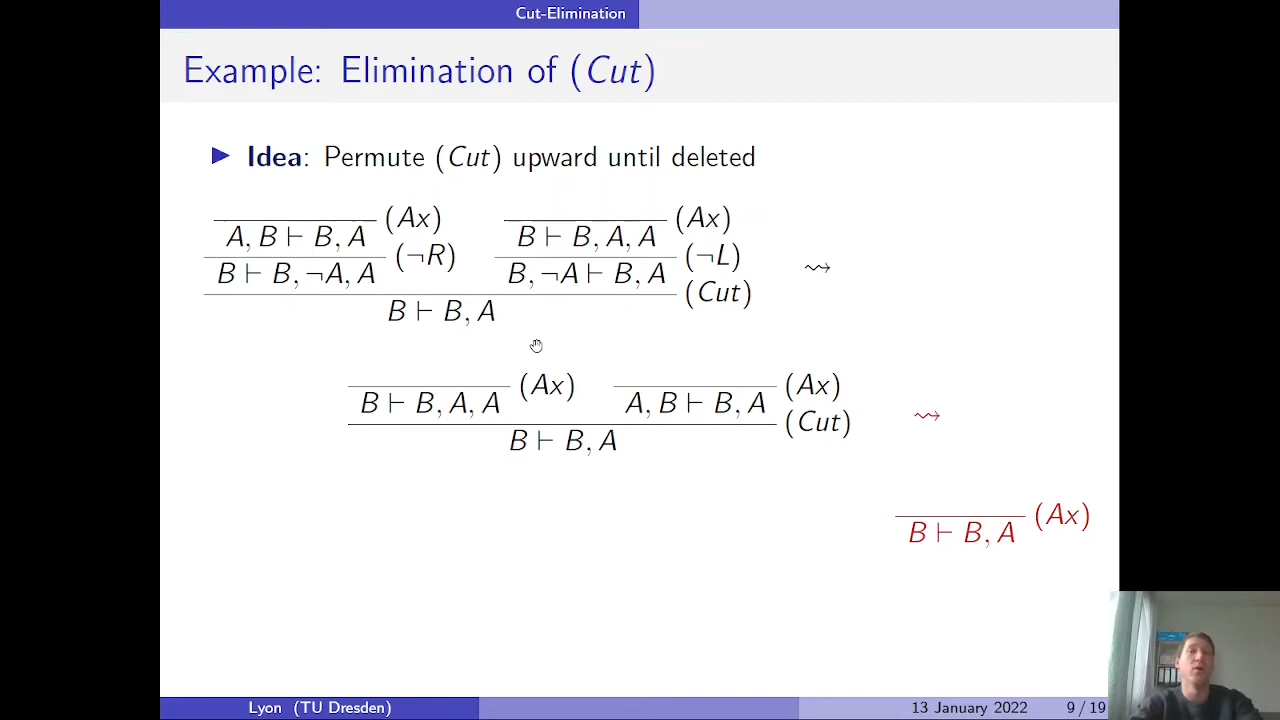 Cut-Elimination
Example: Elimination of (Cut)
▶ Idea: Permute (Cut) upward until deleted
(Ax) (Ax)
A, B ⊢ B, A B ⊢ B, A, A
(¬R) (¬L)
B ⊢ B, ¬A, A B, ¬A ⊢ B, A
(Cut) ⇝
B ⊢ B, A
(Ax) (Ax)
B ⊢ B, A, A A, B ⊢ B, A
(Cut) ⇝
B ⊢ B, A
(Ax)
B ⊢ B, A
Lyon (TU Dresden) 13 January 2022 9 / 19